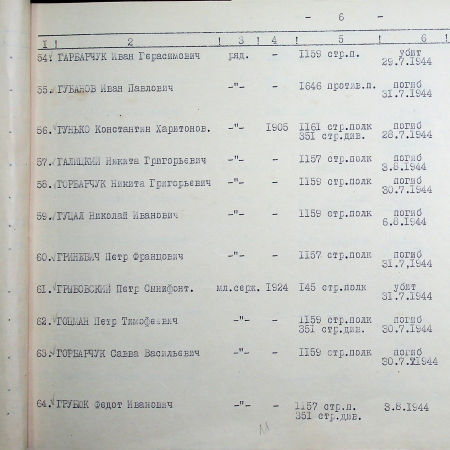 - 6 -
1! 2 ! 3 ! 4 ! 5 ! 6
54. ГАРБАРЧУК Иван Герасимович ряд. - 1159 стр.п. убит
29.7.1944
55. ГУБАНОВ Иван Павлович -"- - 1646 против.п. погиб
31.7.1944
56. ГУНЬКО Константин Харитонов. -"- 1905 1161 стр.полк погиб
351 стр.див. 28.7.1944
57. ГАЛИЦКИЙ Никита Григорьевич -"- - 1157 стр.полк погиб
3.8.1944
58. ГОРБАРЧУК Никита Григорьевич -"- - 1159 стр.полк погиб
30.7.1944
59. ГУЦАЛ Николай Иванович -"- - 1159 стр.полк погиб
6.8.1944
60. ГРИНЕВИЧ Петр Францович -"- - 1157 стр.полк погиб
31.7.1944
61. ГРИБОВСКИЙ Петр Синифонт. мл.серж. 1924 145 стр.полк убит
31.7.1944
62. ГОЦМАН Петр Тимофеевич -"- - 1159 стр.полк погиб
351 стр.див. 30.7.1944
63. ГОРБАРЧУК Савва Васильевич -"- - 1159 стр.полк погиб
30.7.1944
64. ГРУБЮК Федот Иванович -"- - 1157 стр.п. 3.8.1944
351 стр.див.